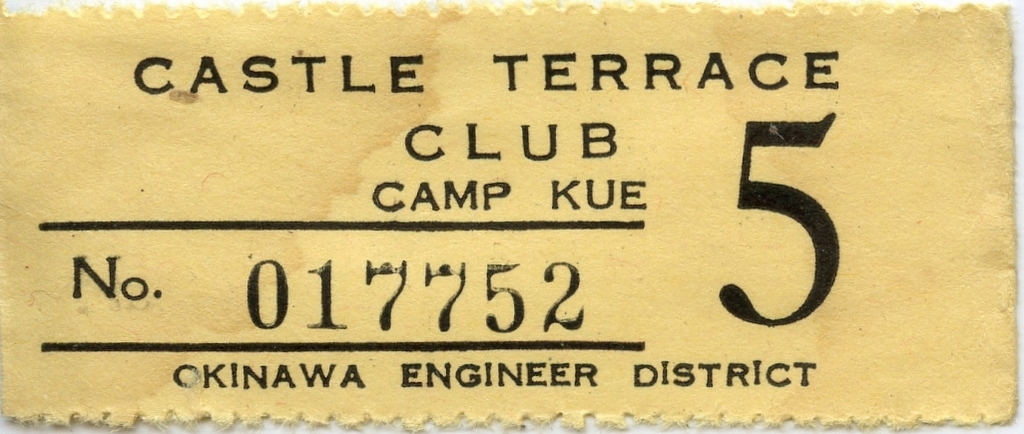 CASTLE TERRACE
CLUB
CAMP KUE
5
No. 017752
OKINAWA ENGINEER DISTRICT